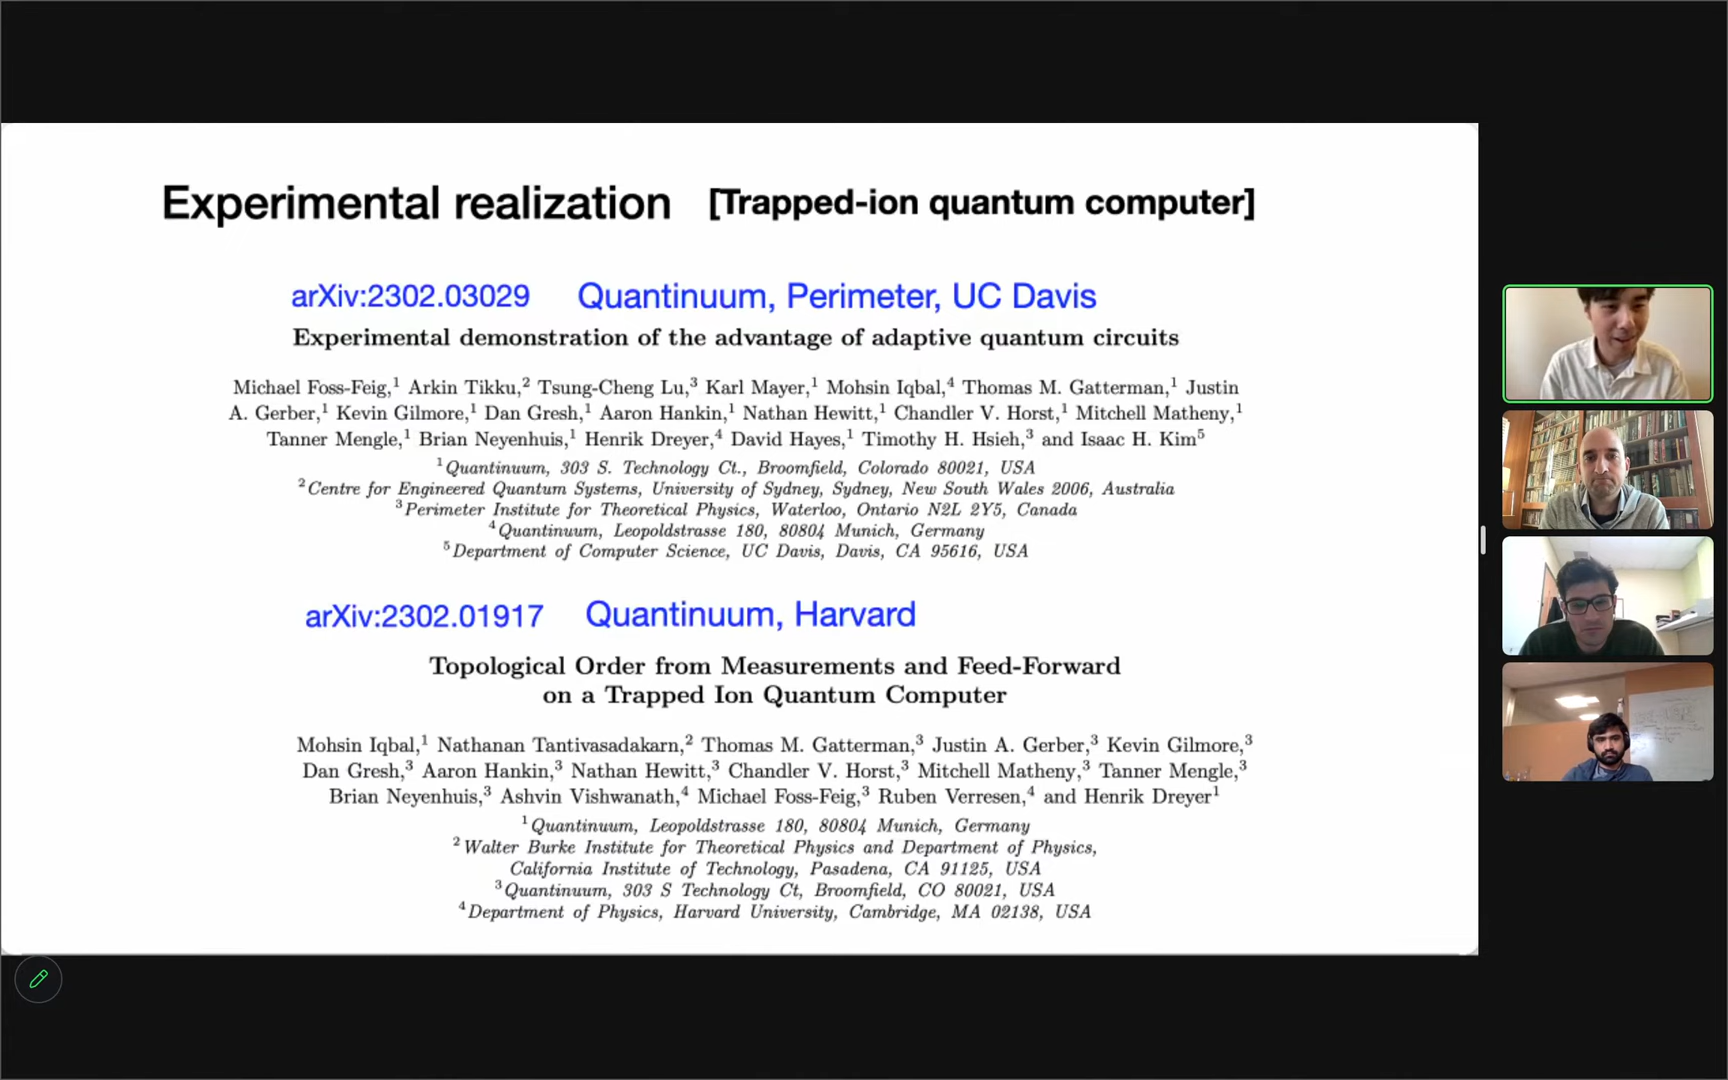 Experimental realization [Trapped-ion quantum computer]
arXiv:2302.03029 Quantinuum, Perimeter, UC Davis
Experimental demonstration of the advantage of adaptive quantum circuits
Michael Foss-Feig,¹ Arkin Tikku,² Tsung-Cheng Lu,³ Karl Mayer,¹ Mohsin Iqbal,⁴ Thomas M. Gatterman,¹ Justin
A. Gerber,¹ Kevin Gilmore,¹ Dan Gresh,¹ Aaron Hankin,¹ Nathan Hewitt,¹ Chandler V. Horst,¹ Mitchell Matheny,¹
Tanner Mengle,¹ Brian Neyenhuis,¹ Henrik Dreyer,⁴ David Hayes,¹ Timothy H. Hsieh,³ and Isaac H. Kim⁵
¹Quantinuum, 303 S. Technology Ct., Broomfield, Colorado 80021, USA
²Centre for Engineered Quantum Systems, University of Sydney, Sydney, New South Wales 2006, Australia
³Perimeter Institute for Theoretical Physics, Waterloo, Ontario N2L 2Y5, Canada
⁴Quantinuum, Leopoldstrasse 180, 80804 Munich, Germany
⁵Department of Computer Science, UC Davis, Davis, CA 95616, USA
arXiv:2302.01917 Quantinuum, Harvard
Topological Order from Measurements and Feed-Forward
on a Trapped Ion Quantum Computer
Mohsin Iqbal,¹ Nathanan Tantivasadakarn,² Thomas M. Gatterman,³ Justin A. Gerber,³ Kevin Gilmore,³
Dan Gresh,³ Aaron Hankin,³ Nathan Hewitt,³ Chandler V. Horst,³ Mitchell Matheny,³ Tanner Mengle,³
Brian Neyenhuis,³ Ashvin Vishwanath,⁴ Michael Foss-Feig,³ Ruben Verresen,⁴ and Henrik Dreyer¹
¹Quantinuum, Leopoldstrasse 180, 80804 Munich, Germany
²Walter Burke Institute for Theoretical Physics and Department of Physics,
California Institute of Technology, Pasadena, CA 91125, USA
³Quantinuum, 303 S Technology Ct, Broomfield, CO 80021, USA
⁴Department of Physics, Harvard University, Cambridge, MA 02138, USA